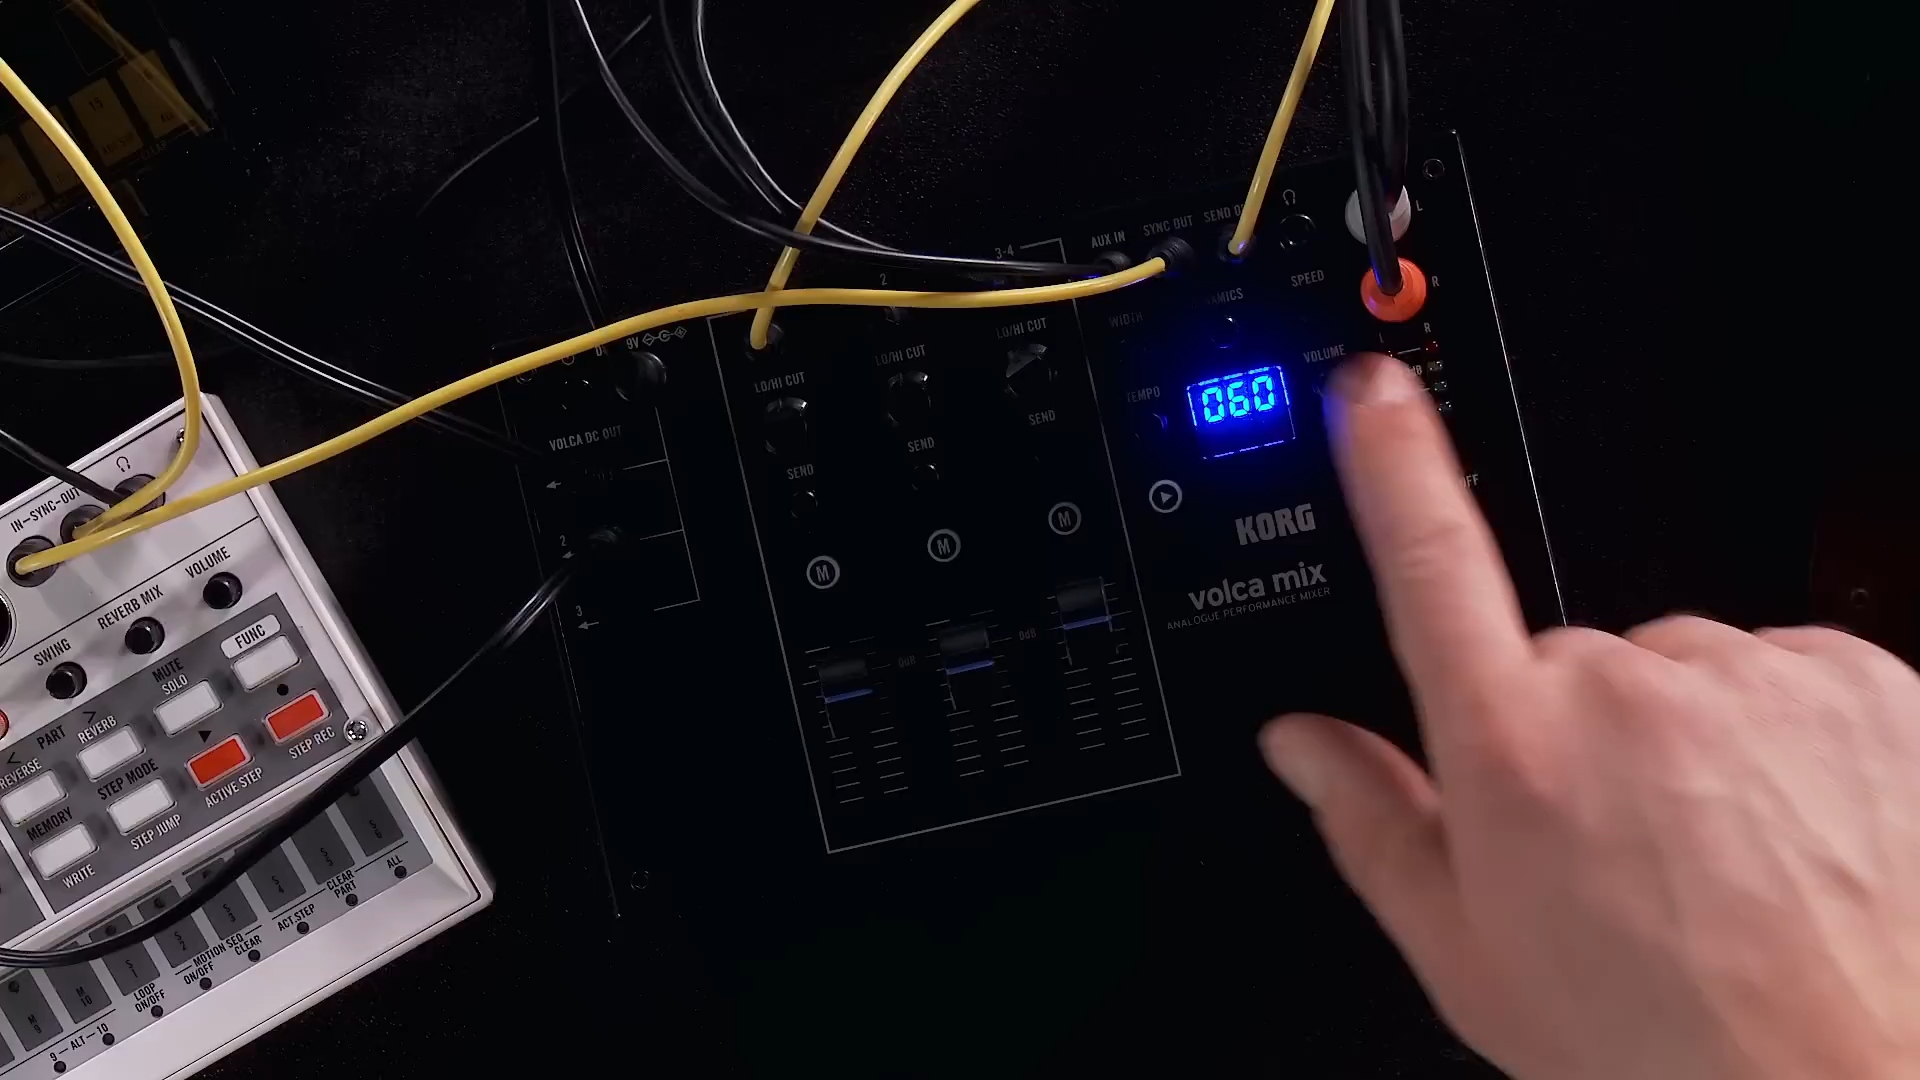 AUX IN
SYNC OUT
L
SEND
R
WIDTH
SPEED
3-4
2
LO/HI CUT
LO/HI CUT
LO/HI CUT
VOLUME
R
L
TEMPO
060
9V
VOLCA DC OUT
SEND
SEND
SEND
M
M
M
KORG
volca mix
ANALOGUE PERFORMANCE MIXER
2
3
0dB
0dB
IN-SYNC-OUT
VOLUME
REVERB MIX
SWING
FUNC
MUTE
SOLO
< PART >
REVERB
REVERSE
STEP MODE
STEP REC
ACTIVE STEP
MEMORY
STEP JUMP
WRITE
ALL
CLEAR
PART
ACT.STEP
CLEAR
MOTION SEQ
ON/OFF
LOOP
ON/OFF
M
10
M
9
9-ALT-10